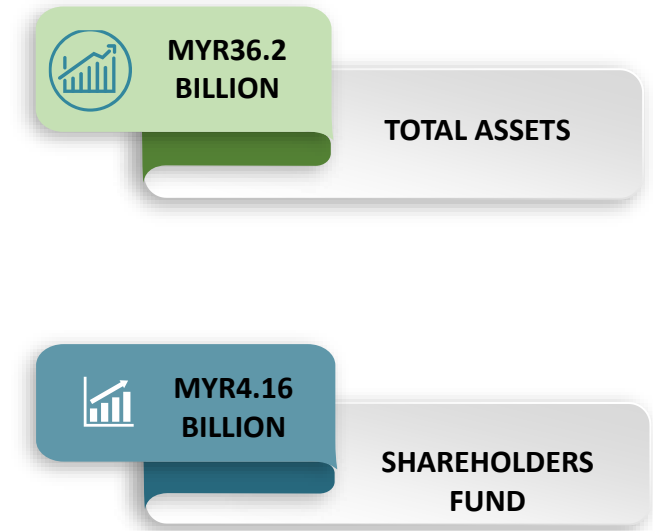 MYR36.2
BILLION
TOTAL ASSETS
MYR4.16
BILLION
SHAREHOLDERS
FUND